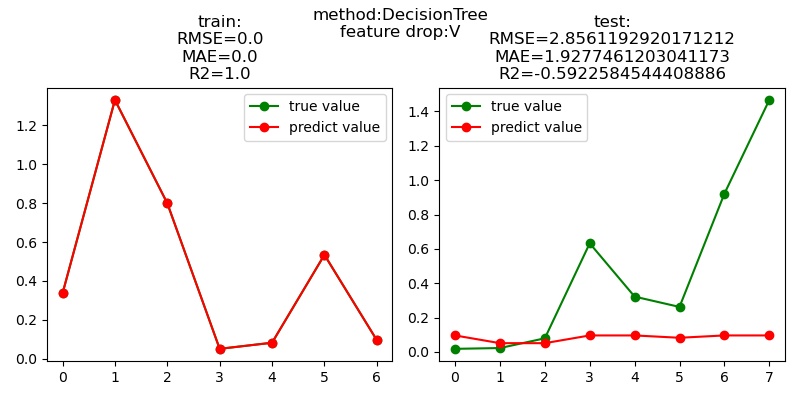 method:DecisionTree
feature drop:V
train:
RMSE=0.0
MAE=0.0
R2=1.0
true value
predict value
1.2
1.0
0.8
0.6
0.4
0.2
0.0
0 1 2 3 4 5 6
test:
RMSE=2.8561192920171212
MAE=1.9277461203041173
R2=-0.5922584544408886
true value
predict value
1.4
1.2
1.0
0.8
0.6
0.4
0.2
0.0
0 1 2 3 4 5 6 7